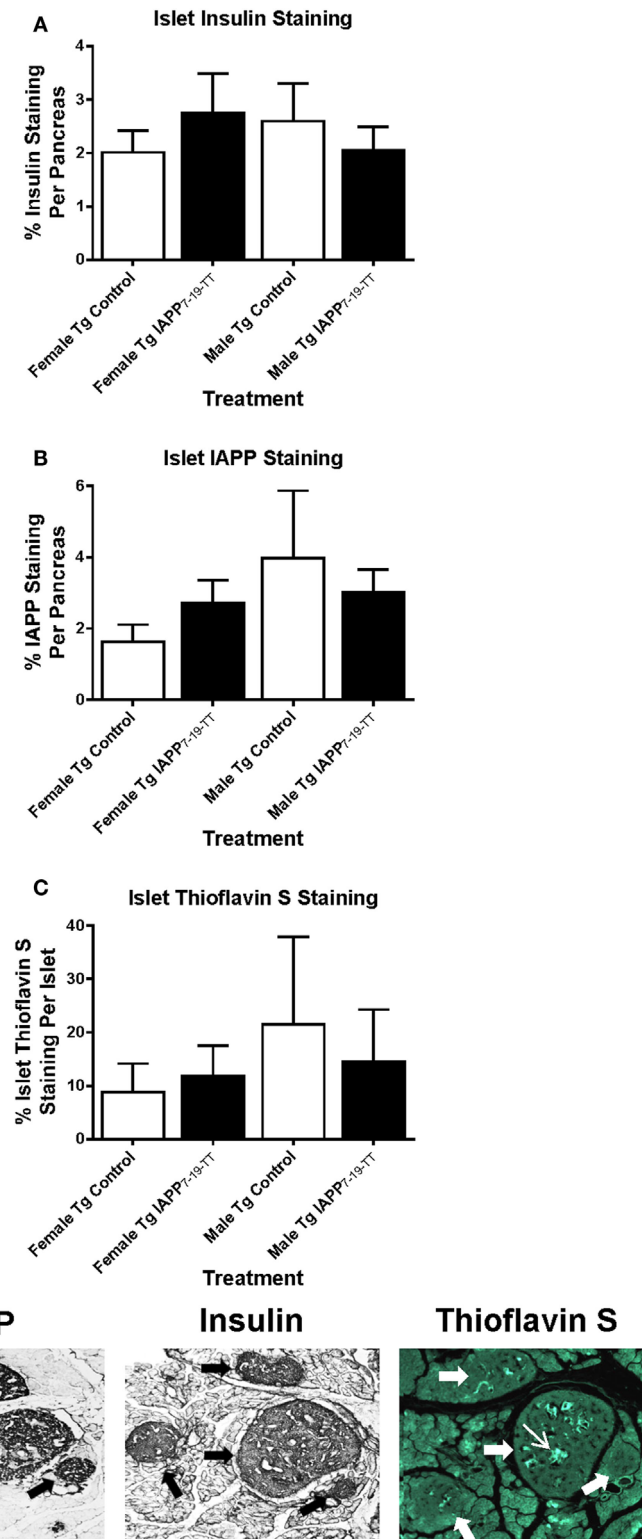 A
Islet Insulin Staining
% Insulin Staining
Per Pancreas
4
3
2
1
0
Female Tg Control
Female Tg IAPP7-19-TT
Male Tg Control
Male Tg IAPP7-19-TT
Treatment
B
Islet IAPP Staining
% IAPP Staining
Per Pancreas
6
4
2
0
Female Tg Control
Female Tg IAPP7-19-TT
Male Tg Control
Male Tg IAPP7-19-TT
Treatment
C
Islet Thioflavin S Staining
% Islet Thioflavin S
Staining Per Islet
40
30
20
10
0
Female Tg Control
Female Tg IAPP7-19-TT
Male Tg Control
Male Tg IAPP7-19-TT
Treatment
P Insulin Thioflavin S